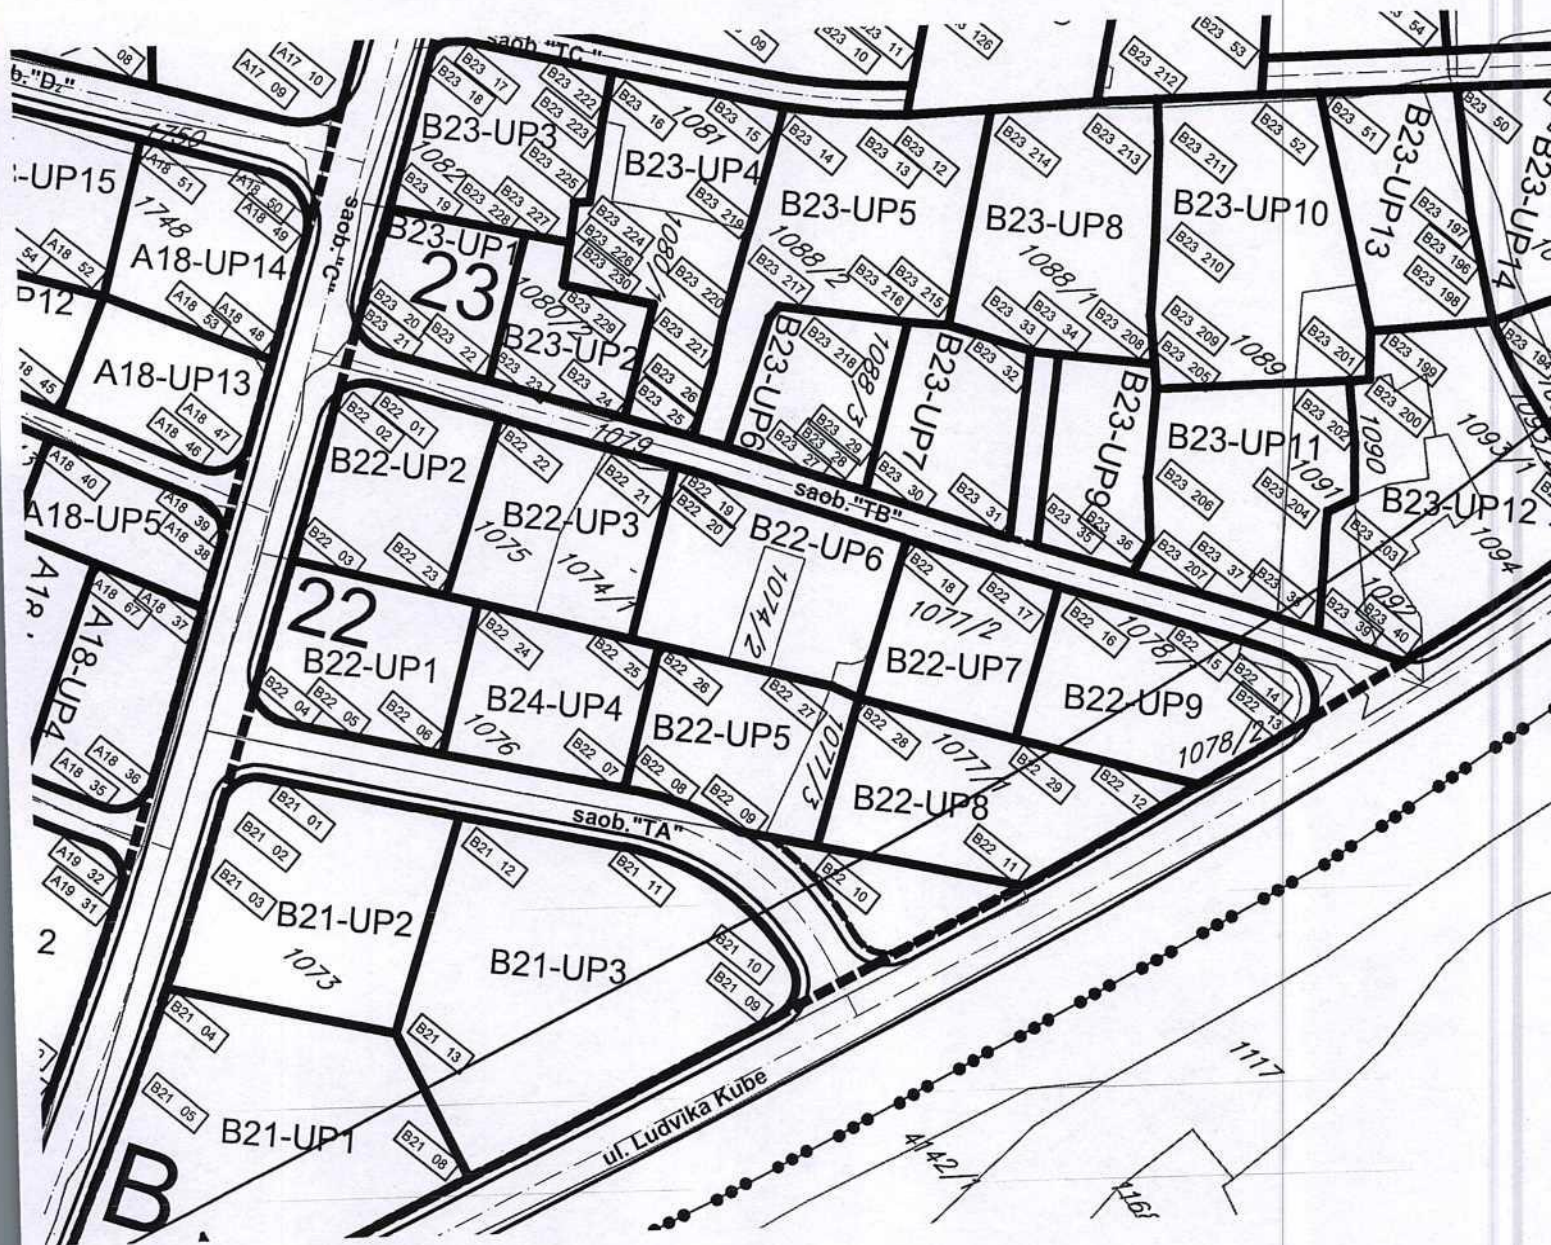 08
A17 10
A17 09
saob. "TC"
09
B23 10
B23 11
B23 126
B23 212
B23 53
54
b."D₂"
B23 17
B23 18
B23 222
B23 223
B23-UP3
1082
B23 225
B23 19
B23 228
B23 227
B23 16
1081
B23 15
B23-UP4
B23 219
B23 224
B23 230
B23 220
B23 221
B23 14
B23 13
B23 12
B23-UP5
1088/2
B23 217
B23 216
B23 215
B23 214
B23 213
B23-UP8
1088/1
B23 33
B23 34
B23 208
B23 211
B23 52
B23-UP10
B23 210
B23 209
B23 205
1089
B23 201
B23 51
B23-UP13
B23 197
B23 196
B23 198
B23 50
B23-UP14
B23 194
1750
A18 51
A18 50
A18 49
-UP15
1748
A18-UP14
54
A18 52
A18 53
A18 48
P12
saob. "C"
B23-UP1
23
B23 20
B23 21
B23 22
1080/2
B23 229
B23-UP2
B23 23
B23 24
B23 26
B23 25
B23-UP6
B23 218
1088/3
B23 29
B23 28
B23 27
B23-UP7
B23 32
B23 30
B23 31
B23-UP9
B23 35
B23 36
B23-UP11
B23 202
1091
B23 206
B23 204
B23 207
B23 37
B23 199
B23 200
1090
1093/1
B23-UP12
B23 203
1094
1092
B23 39
B23 40
A18-UP13
18 45
A18 47
A18 46
A18 40
A18 39
A18 38
A18-UP5
A18 67
A18 37
A18-UP4
A18 36
A18 35
A19 32
A19 31
2
1079
saob."TB"
B22 01
B22 02
B22-UP2
B22 03
B22 23
B22 22
B22 21
B22-UP3
1075
1074/1
B22 19
B22 20
B22-UP6
1074/2
B22 18
B22 17
1077/2
B22-UP7
B22 16
B22 15
B22 14
B22 13
B22-UP9
1078/2
22
B22-UP1
B22 04
B22 05
B22 06
B22 24
B22 25
B24-UP4
1076
B22 07
B22 26
B22 27
B22-UP5
1077/3
B22 08
B22 09
B22 28
B22 29
B22 12
B22-UP8
B22 11
B22 10
saob."TA"
B21 01
B21 02
B21 03
B21-UP2
1073
B21 12
B21 11
B21-UP3
B21 10
B21 09
B21 13
B21 04
B21 05
B21-UP1
B21 08
B
ul. Ludvika Kube
1117
4142/1